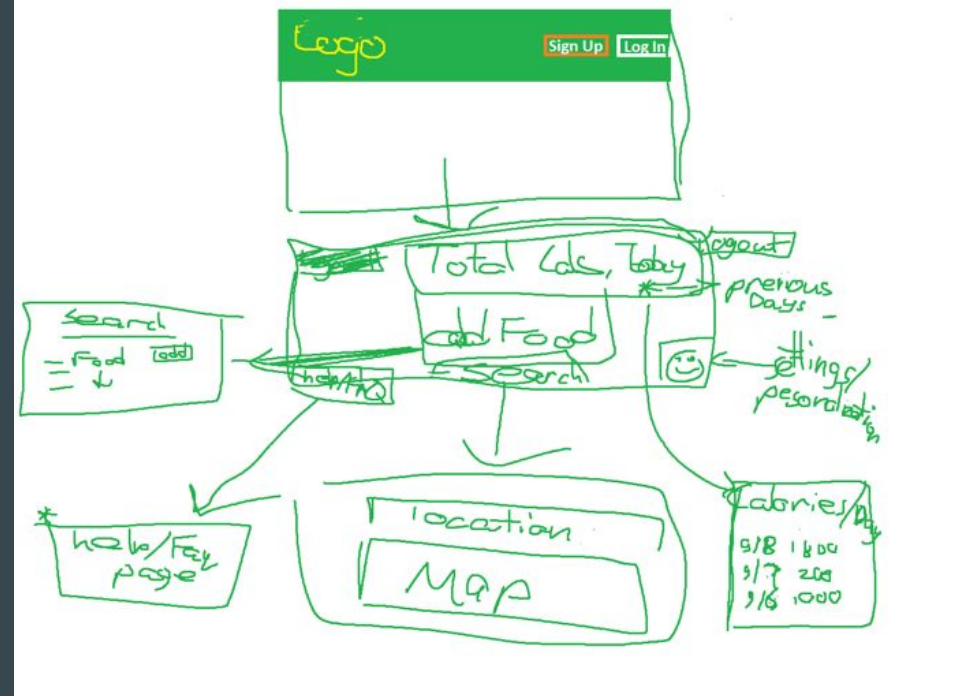 Logo
Sign Up
Log In
Logout
Total Cals, Today
* previous
Days
add Food
Search
help/FAQ
settings/
pesonalization
Search
Food add
* help/Faq
page
location
Map
Calories/Day
9/8 1800
9/7 200
9/6 1000